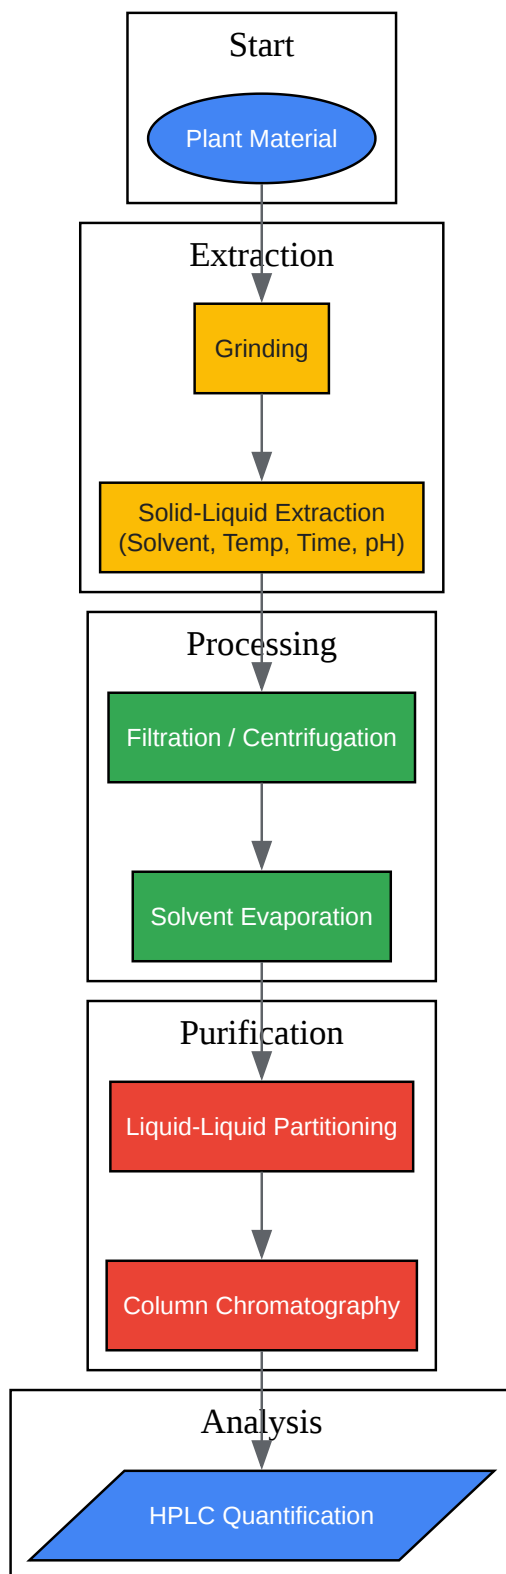 Start
Plant Material
Extraction
Grinding
Solid-Liquid Extraction
(Solvent, Temp, Time, pH)
Processing
Filtration / Centrifugation
Solvent Evaporation
Purification
Liquid-Liquid Partitioning
Column Chromatography
Analysis
HPLC Quantification